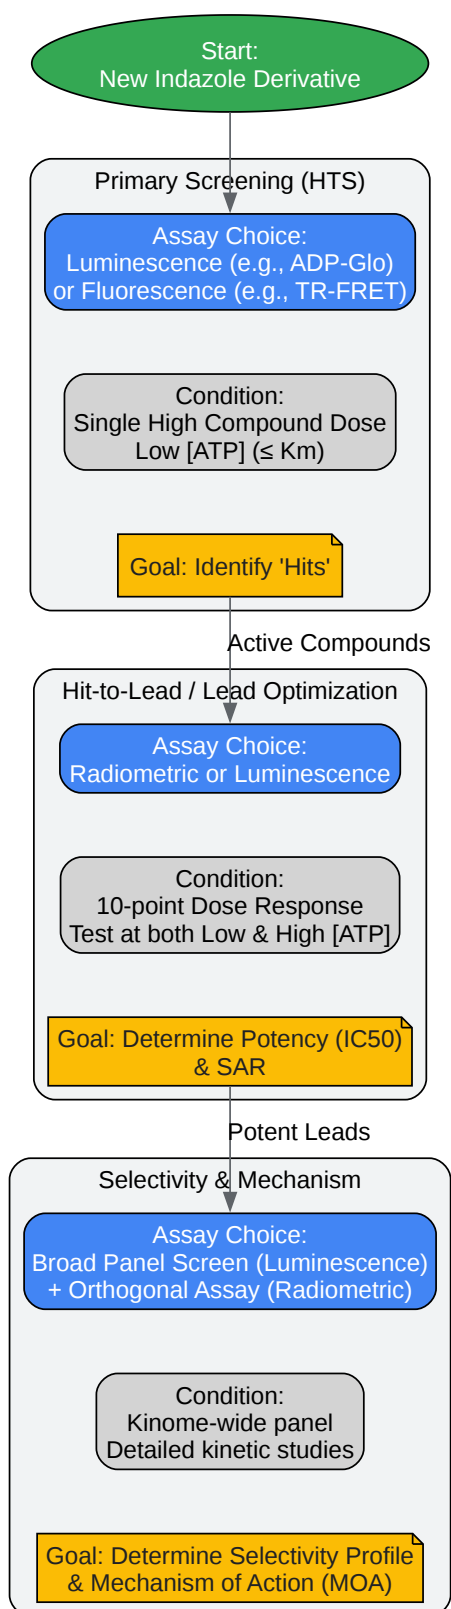 Start:
New Indazole Derivative
Primary Screening (HTS)
Assay Choice:
Luminescence (e.g., ADP-Glo)
or Fluorescence (e.g., TR-FRET)
Condition:
Single High Compound Dose
Low [ATP] (≤ Km)
Goal: Identify 'Hits'
Active Compounds
Hit-to-Lead / Lead Optimization
Assay Choice:
Radiometric or Luminescence
Condition:
10-point Dose Response
Test at both Low & High [ATP]
Goal: Determine Potency (IC50)
& SAR
Potent Leads
Selectivity & Mechanism
Assay Choice:
Broad Panel Screen (Luminescence)
+ Orthogonal Assay (Radiometric)
Condition:
Kinome-wide panel
Detailed kinetic studies
Goal: Determine Selectivity Profile
& Mechanism of Action (MOA)